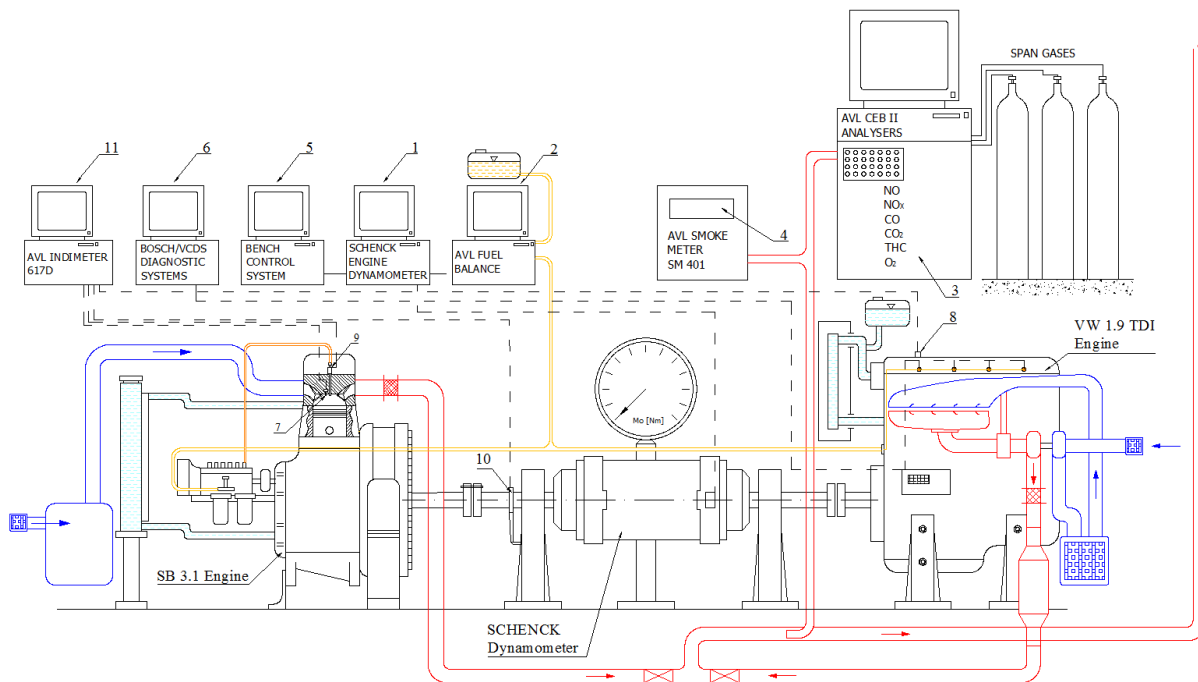 SPAN GASES
AVL CEB II
ANALYSERS
11
6
5
1
2
NO
NOx
CO
CO2
THC
O2
4
AVL SMOKE
METER
SM 401
AVL INDIMETER
617D
BOSCH/VCDS
DIAGNOSTIC
SYSTEMS
BENCH
CONTROL
SYSTEM
SCHENCK
ENGINE
DYNAMOMETER
AVL FUEL
BALANCE
3
8
VW 1.9 TDI
Engine
9
7
Mo [Nm]
10
SB 3.1 Engine
SCHENCK
Dynamometer